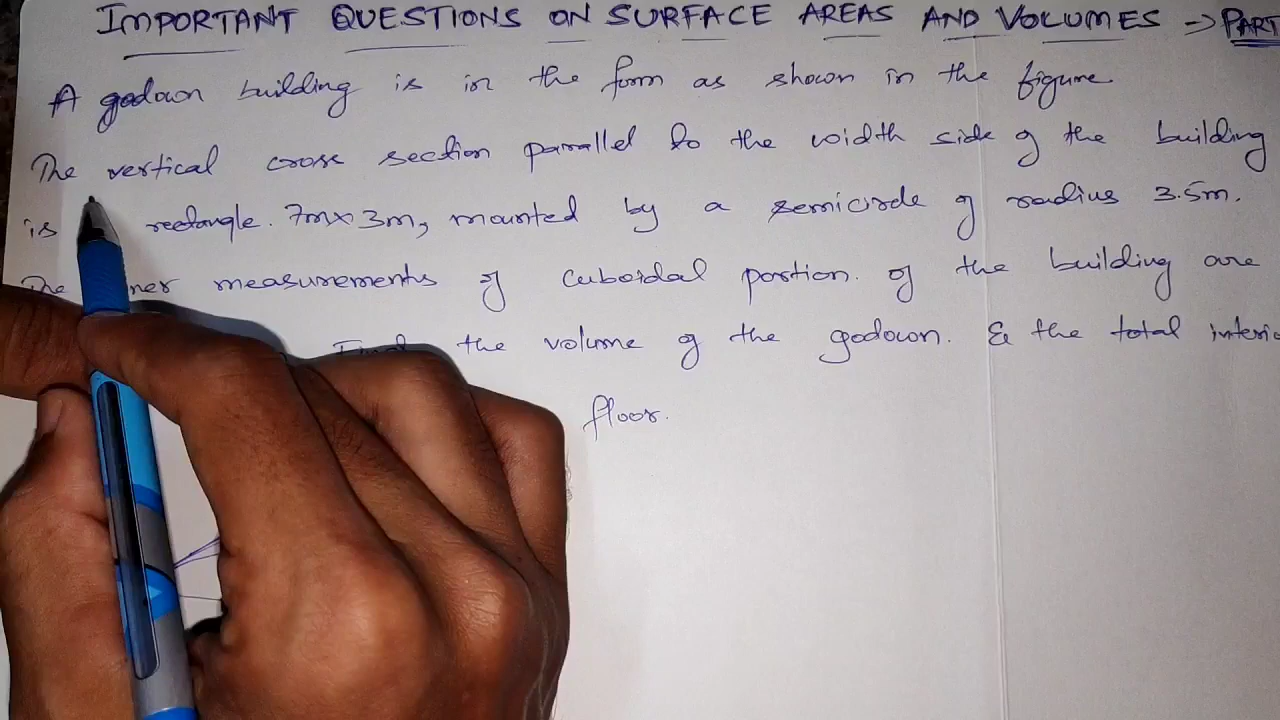 IMPORTANT QUESTIONS ON SURFACE AREAS AND VOLUMES → PART
A godown building is in the form as shown in the figure
The vertical cross section parallel to the width side of the building
is rectangle. 7m x 3m, mounted by a semicircle of radius 3.5m.
The ner measurements of cuboidal portion. of the building are
the volume of the godown. & the total interio
floor.